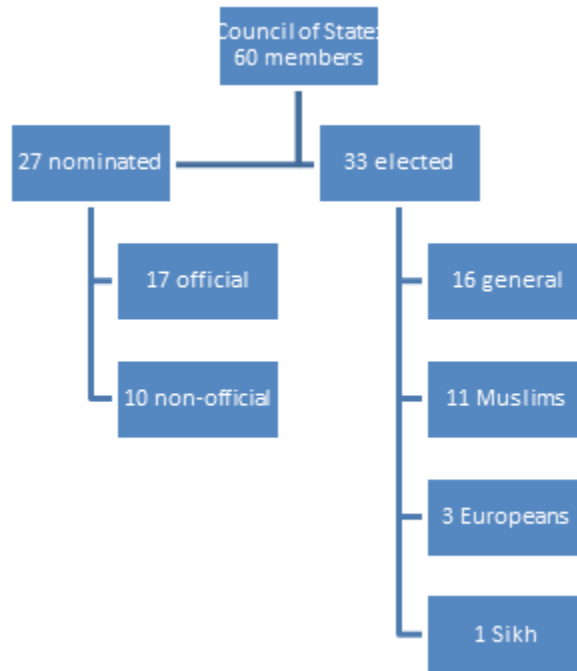 Council of State:
60 members
27 nominated
33 elected
17 official
10 non-official
16 general
11 Muslims
3 Europeans
1 Sikh